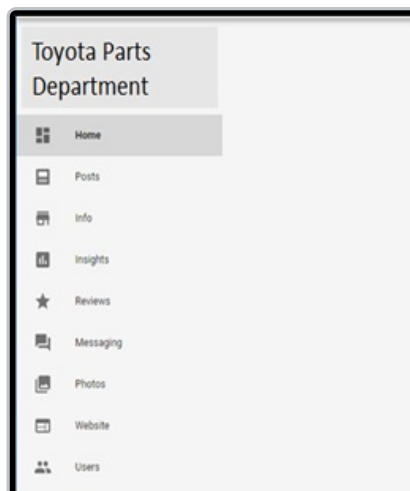 Toyota Parts
Department
Home
Posts
Info
Insights
Reviews
Messaging
Photos
Website
Users